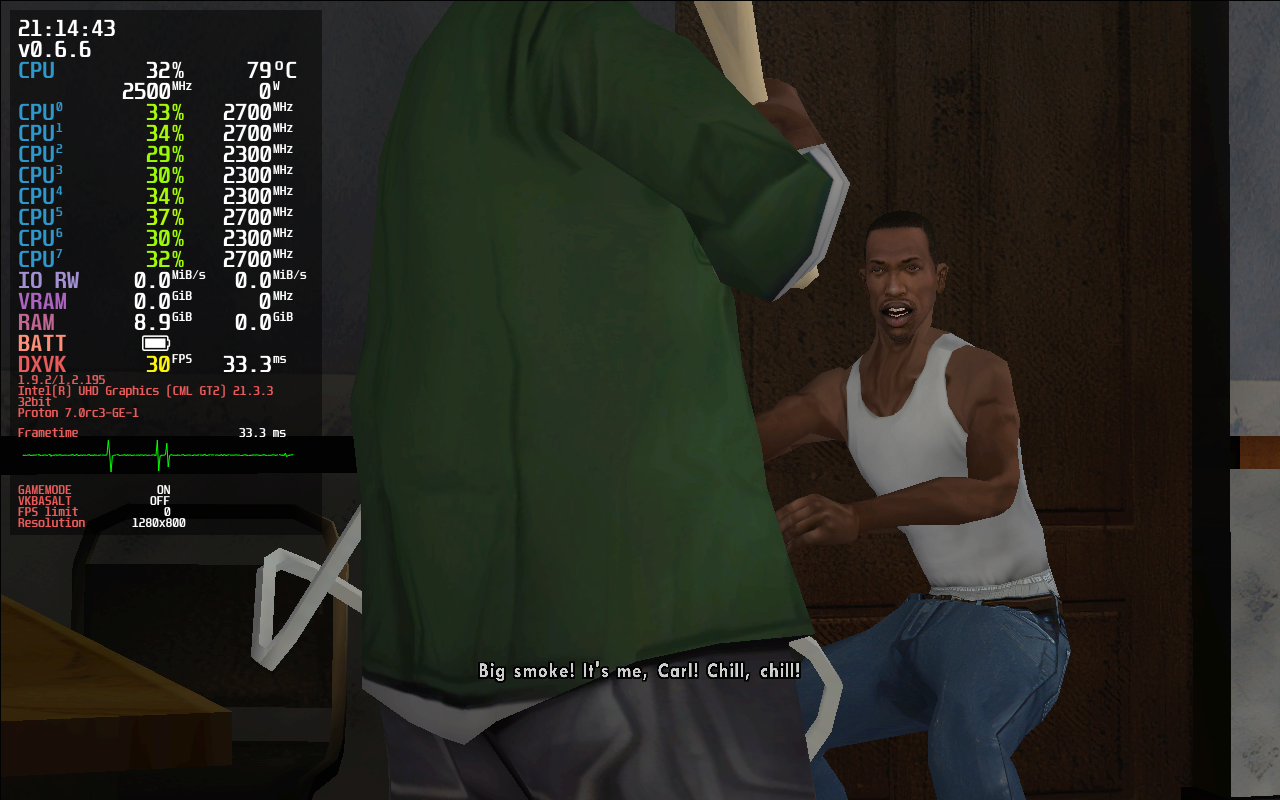 21:14:43
v0.6.6
CPU 32% 79°C
2500MHz 0W
CPU0 33% 2700MHz
CPU1 34% 2700MHz
CPU2 29% 2300MHz
CPU3 30% 2300MHz
CPU4 34% 2300MHz
CPU5 37% 2700MHz
CPU6 30% 2300MHz
CPU7 32% 2700MHz
IO RW 0.0MiB/s 0.0MiB/s
VRAM 0.0GiB 0MHz
RAM 8.9GiB 0.0GiB
BATT
DXVK 30FPS 33.3ms
1.9.2/1.2.195
Intel(R) UHD Graphics (CML GT2) 21.3.3
32bit
Proton 7.0rc3-GE-1
Frametime 33.3 ms
GAMEMODE ON
VKBASALT OFF
FPS limit 0
Resolution 1280x800
Big smoke! It's me, Carl! Chill, chill!